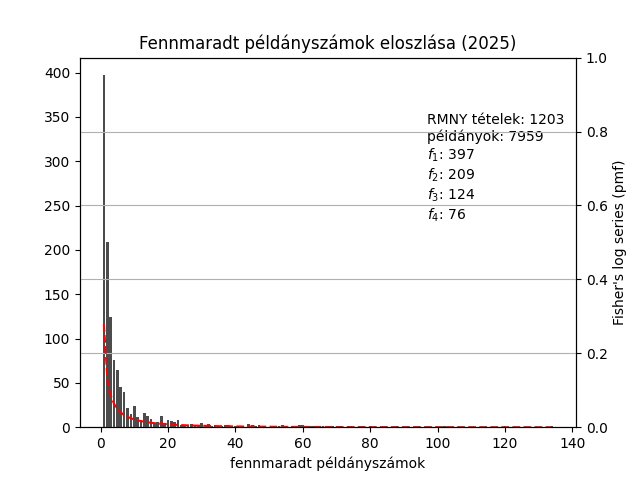 Fennmaradt példányszámok eloszlása (2025)
400
350
300
250
200
150
100
50
0
RMNY tételek: 1203
példányok: 7959
f1: 397
f2: 209
f3: 124
f4: 76
1.0
0.8
0.6
0.4
0.2
0.0
Fisher's log series (pmf)
0 20 40 60 80 100 120 140
fennmaradt példányszámok